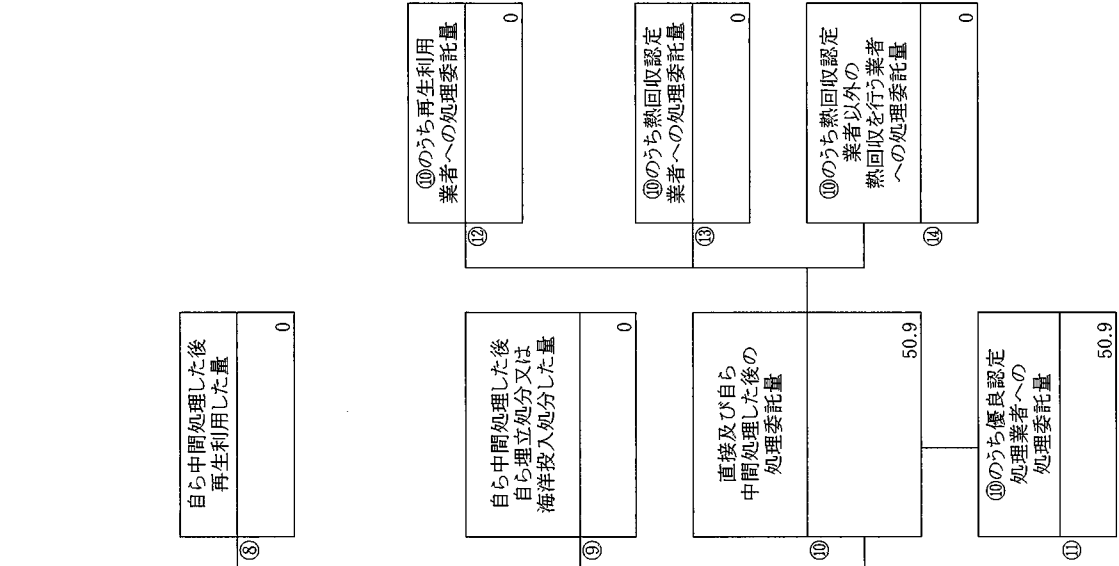 自ら中間処理した後
再生利用した量
⑧
0
自ら中間処理した後
自ら埋立処分又は
海洋投入処分した量
⑨
0
直接及び自ら
中間処理した後の
処理委託量
⑩
50.9
⑩のうち優良認定
処理業者への
処理委託量
⑪
50.9
⑩のうち再生利用
業者への処理委託量
⑫
0
⑩のうち熱回収認定
業者への処理委託量
⑬
0
⑩のうち熱回収認定
業者以外の
熱回収を行う業者
への処理委託量
⑭
0